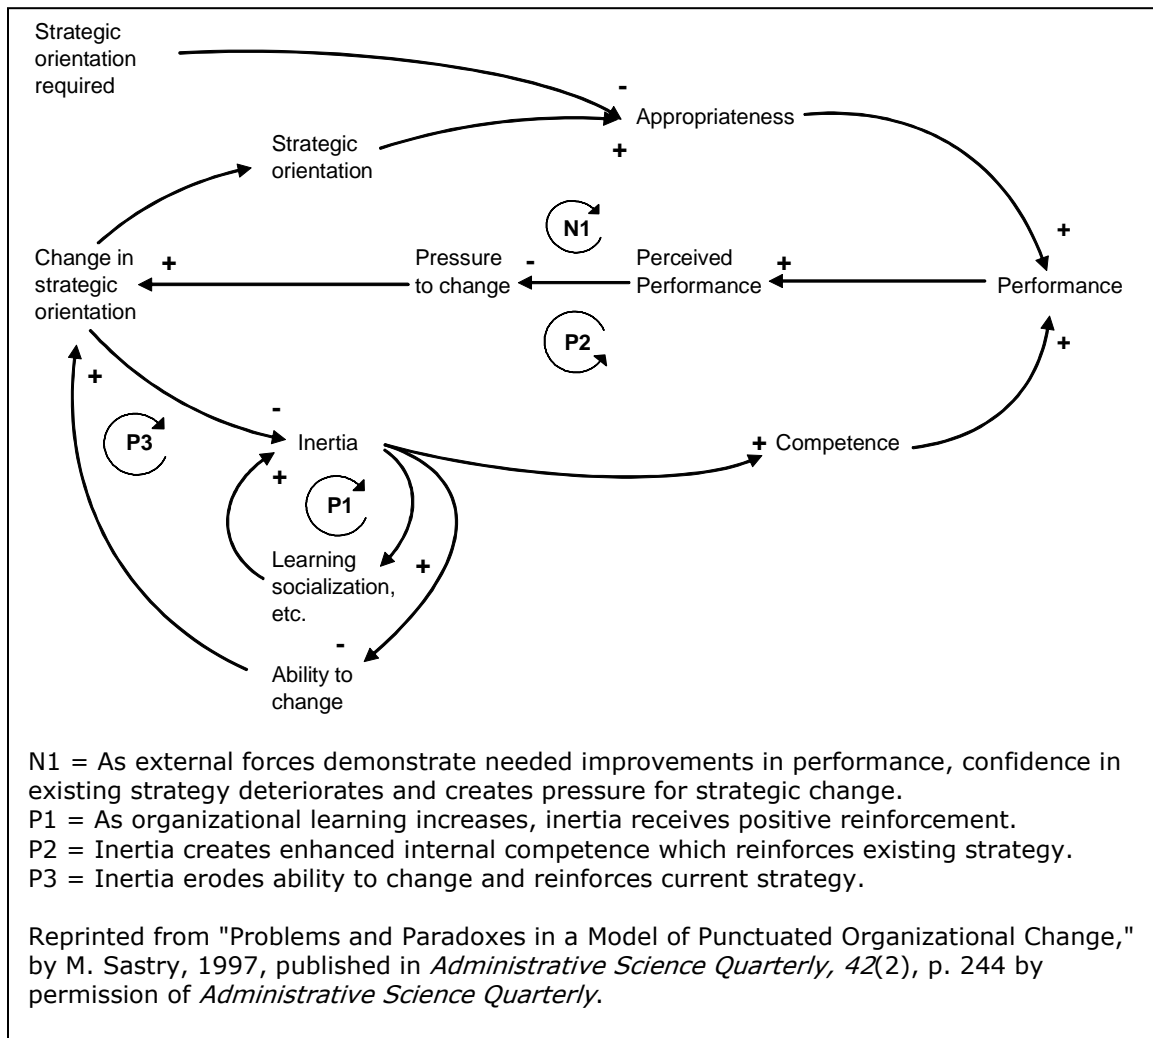 Strategic
orientation
required
-
Appropriateness
+
Strategic
orientation
N1
+
Change in
strategic
orientation
+
Pressure
to change
-
Perceived
Performance
+
Performance
P2
+
+
P3
-
Inertia
+
P1
+ Competence
Learning
socialization,
etc.
+
-
Ability to
change
N1 = As external forces demonstrate needed improvements in performance, confidence in
existing strategy deteriorates and creates pressure for strategic change.
P1 = As organizational learning increases, inertia receives positive reinforcement.
P2 = Inertia creates enhanced internal competence which reinforces existing strategy.
P3 = Inertia erodes ability to change and reinforces current strategy.
Reprinted from "Problems and Paradoxes in a Model of Punctuated Organizational Change,"
by M. Sastry, 1997, published in Administrative Science Quarterly, 42(2), p. 244 by
permission of Administrative Science Quarterly.